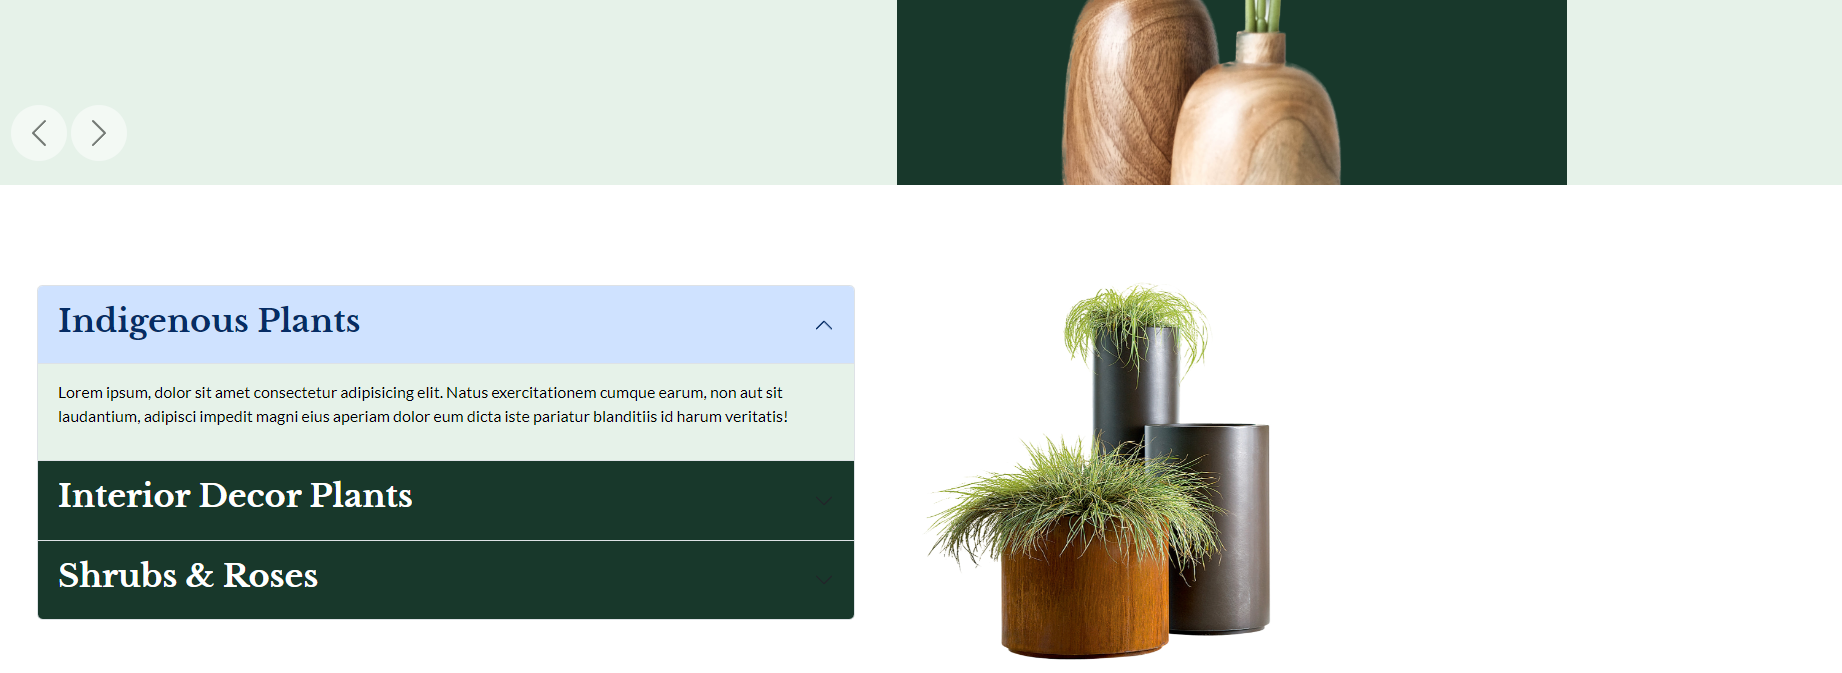 Indigenous Plants
Lorem ipsum, dolor sit amet consectetur adipisicing elit. Natus exercitationem cumque earum, non aut sit
laudantium, adipisci impedit magni eius aperiam dolor eum dicta iste pariatur blanditiis id harum veritatis!
Interior Decor Plants
Shrubs & Roses